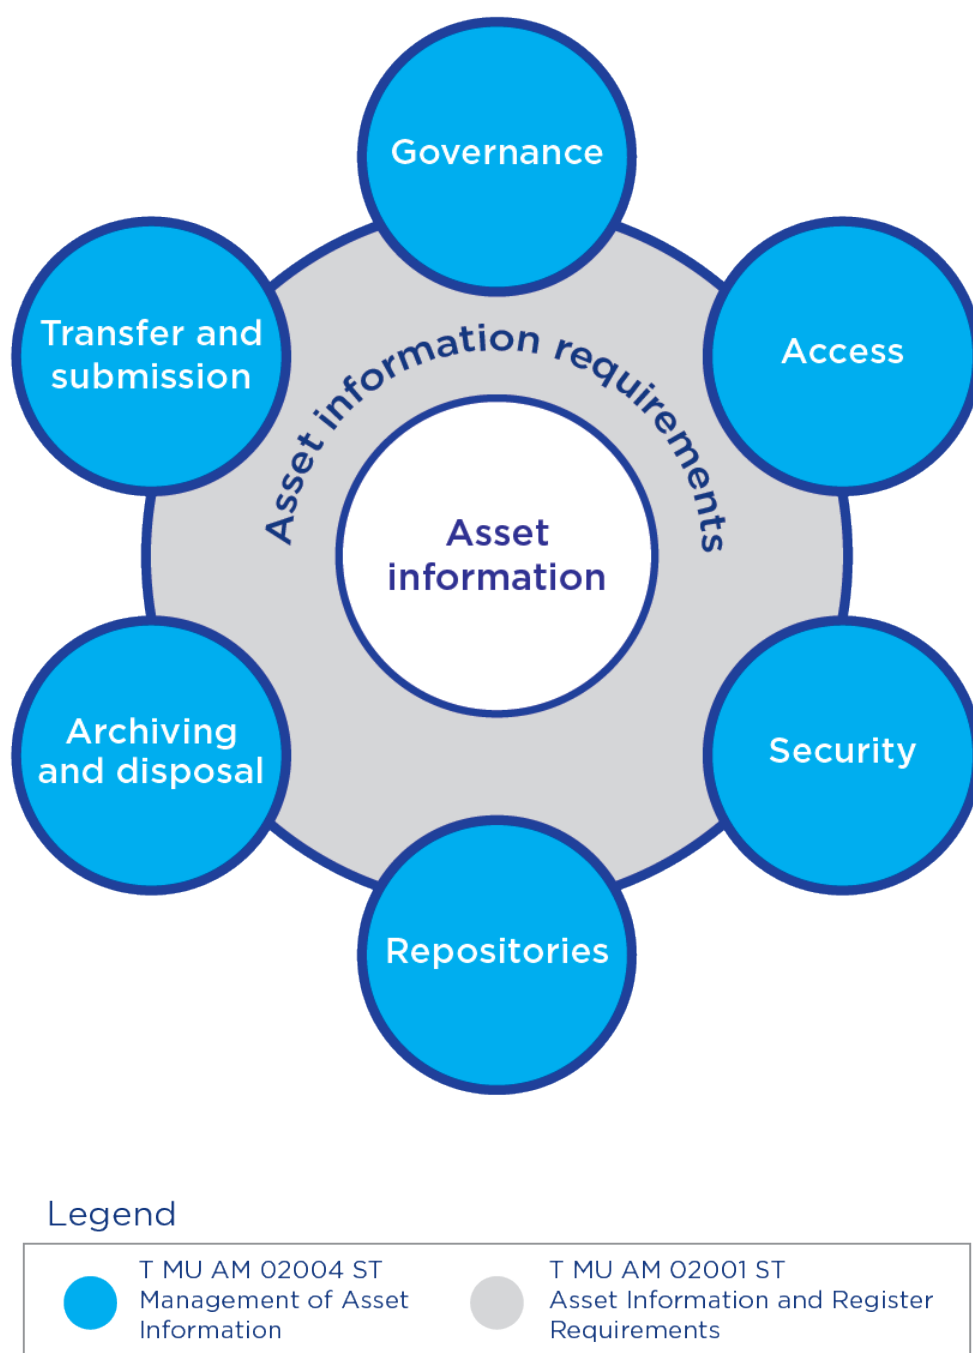 Governance
Transfer and
submission
Access
Asset information requirements
Asset
information
Archiving
and disposal
Security
Repositories
Legend
T MU AM 02004 ST
Management of Asset
Information
T MU AM 02001 ST
Asset Information and Register
Requirements